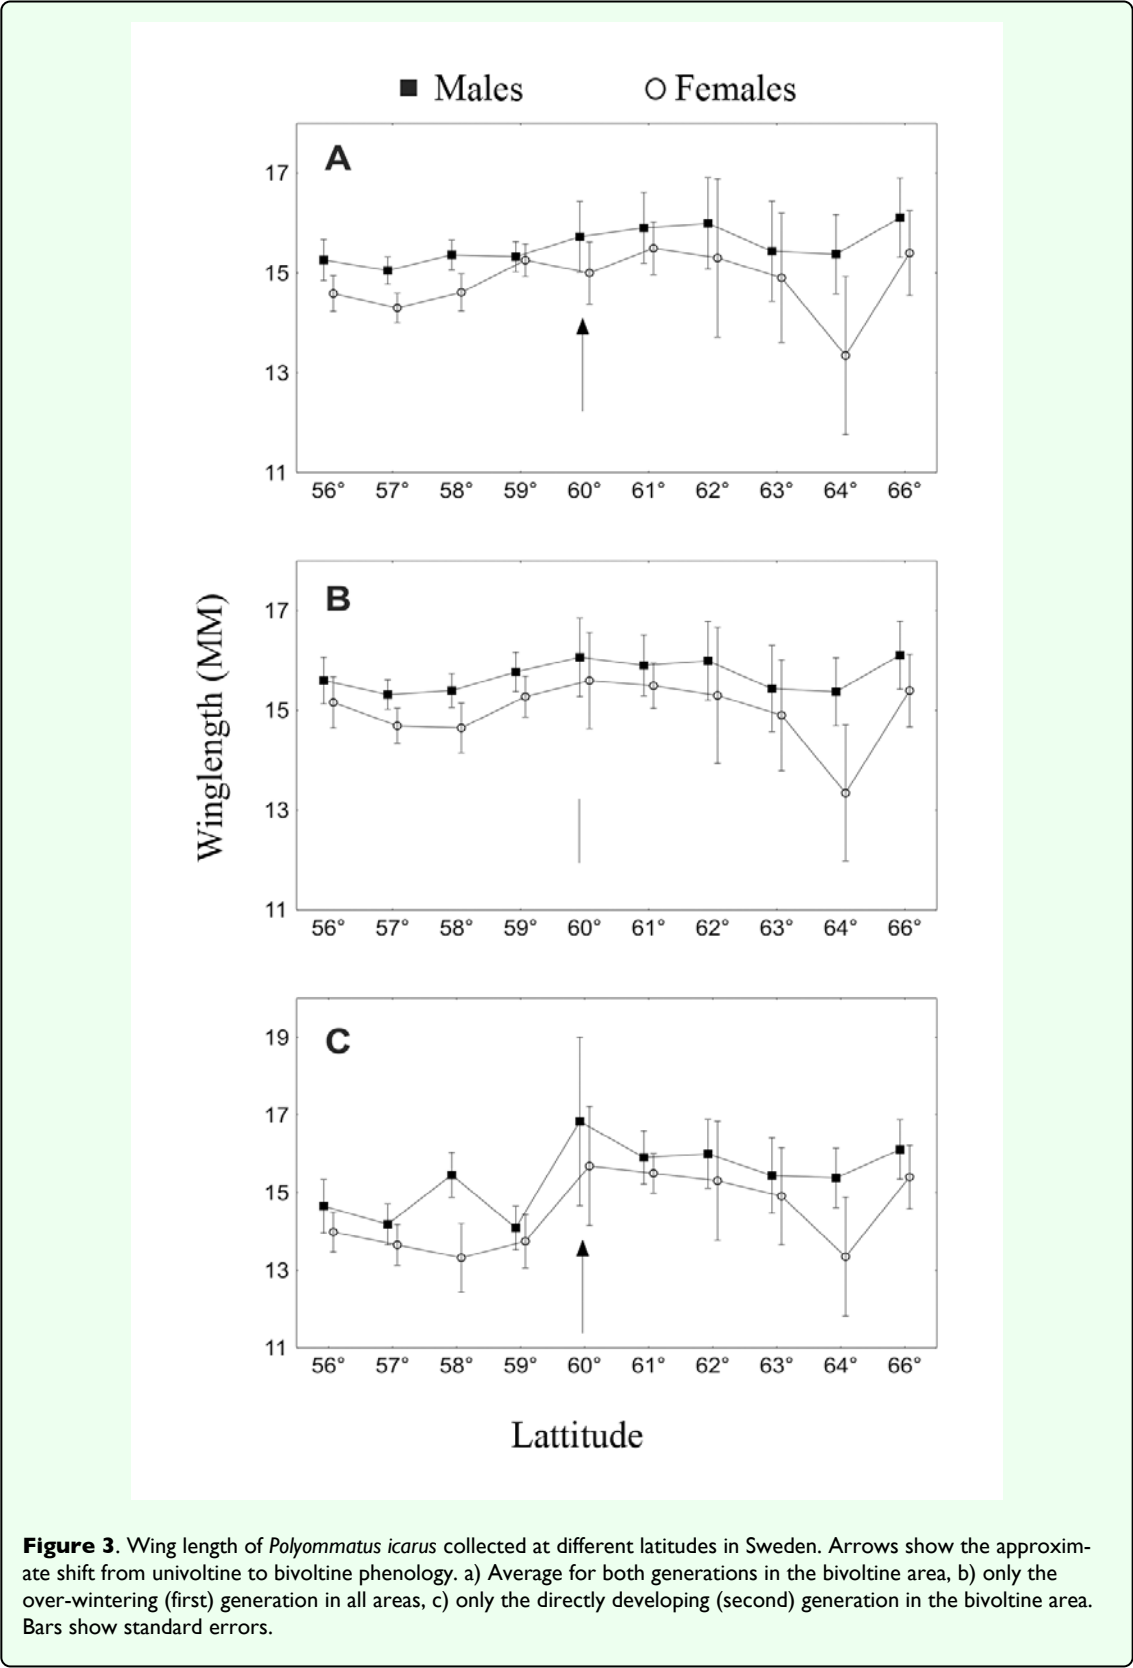 Males Females
A
17
15
13
11
56° 57° 58° 59° 60° 61° 62° 63° 64° 66°
B
17
15
13
11
56° 57° 58° 59° 60° 61° 62° 63° 64° 66°
Winglength (MM)
C
19
17
15
13
11
56° 57° 58° 59° 60° 61° 62° 63° 64° 66°
Lattitude
Figure 3. Wing length of Polyommatus icarus collected at different latitudes in Sweden. Arrows show the approxim-
ate shift from univoltine to bivoltine phenology. a) Average for both generations in the bivoltine area, b) only the
over-wintering (first) generation in all areas, c) only the directly developing (second) generation in the bivoltine area.
Bars show standard errors.